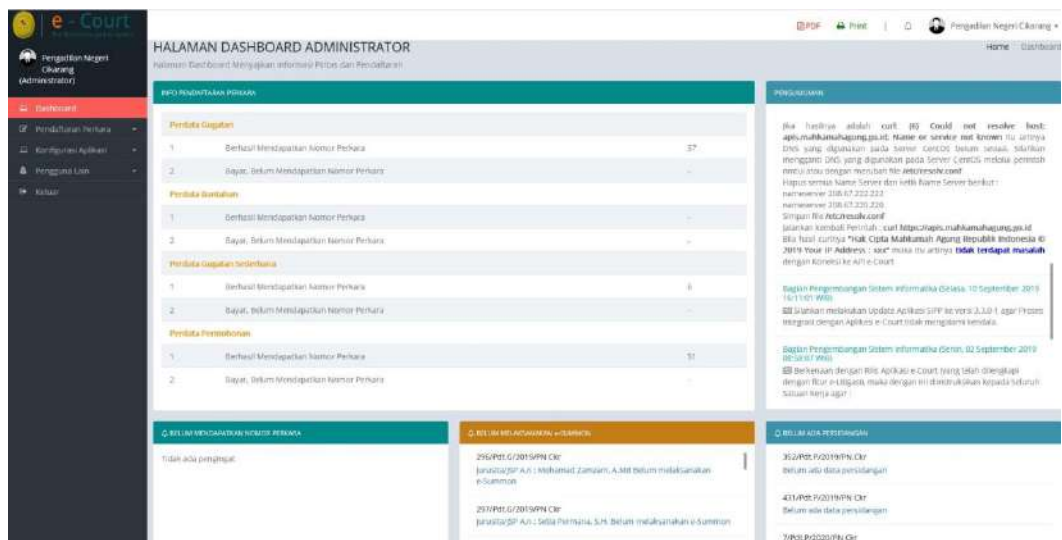 e - Court
PDF
Print
Pengadilan Negeri Cikarang
Pengadilan Negeri
Cikarang
(Administrator)
Dashboard
Pendaftaran Perkara
Konfigurasi Aplikasi
Pengguna Lain
Keluar
HALAMAN DASHBOARD ADMINISTRATOR
Halaman Dashboard Menyajikan Informasi Proses dan Pendaftaran
Home Dashboard
INFO PENDAFTARAN PERKARA
Perdata Gugatan
1 Berhasil Mendapatkan Nomor Perkara 37
2 Bayar, Belum Mendapatkan Nomor Perkara -
Perdata Bantahan
1 Berhasil Mendapatkan Nomor Perkara -
2 Bayar, Belum Mendapatkan Nomor Perkara -
Perdata Gugatan Sederhana
1 Berhasil Mendapatkan Nomor Perkara
2 Bayar, Belum Mendapatkan Nomor Perkara -
Perdata Permohonan
1 Berhasil Mendapatkan Nomor Perkara 51
2 Bayar, Belum Mendapatkan Nomor Perkara -
PENGUMUMAN
Jika hasilnya adalah curl: (6) Could not resolve host:
apis.mahkamahagung.go.id; Name or service not known itu artinya
DNS yang digunakan pada Server CentOS belum sesuai. Silahkan
mengganti DNS yang digunakan pada Server CentOS melalui perintah
nmtui atau dengan merubah file /etc/resolv.conf
Hapus semua Name Server dan ketik Name Server berikut :
nameserver 208.67.222.222
nameserver 208.67.220.220
Simpan file /etc/resolv.conf
Jalankan kembali Perintah : curl https://apis.mahkamahagung.go.id
Bila hasil curlnya "Hak Cipta Mahkamah Agung Republik Indonesia ©
2019 Your IP Address : xxx" maka itu artinya tidak terdapat masalah
dengan Koneksi ke API e-Court
Bagian Pengembangan Sistem Informatika (Selasa, 10 September 2019
16:11:01 WIB)
Silahkan melakukan Update Aplikasi SIPP ke versi 3.3.0-1 agar Proses
Integrasi dengan Aplikasi e-Court tidak mengalami kendala.
Bagian Pengembangan Sistem Informatika (Senin, 02 September 2019
WIB)
Berkenaan dengan Rilis Aplikasi e-Court yang telah dilengkapi
dengan fitur e-Litigasi, maka dengan ini diinstruksikan kepada Seluruh
Satuan Kerja agar :
BELUM MENDAPATKAN NOMOR PERKARA
Tidak ada pengingat
BELUM MELAKSANAKAN e-SUMMON
296/Pdt.G/2019/PN Ckr
Jurusita/JSP A.n : Mohamad Zamzam, A.Md Belum melaksanakan
e-Summon
297/Pdt.G/2019/PN Ckr
Jurusita/JSP A.n : Setia Permana, S.H. Belum melaksanakan e-Summon
BELUM ADA PERSIDANGAN
352/Pdt.P/2019/PN Ckr
Belum ada data persidangan
431/Pdt.P/2019/PN Ckr
Belum ada data persidangan
7/Pdt.P/2020/PN Ckr